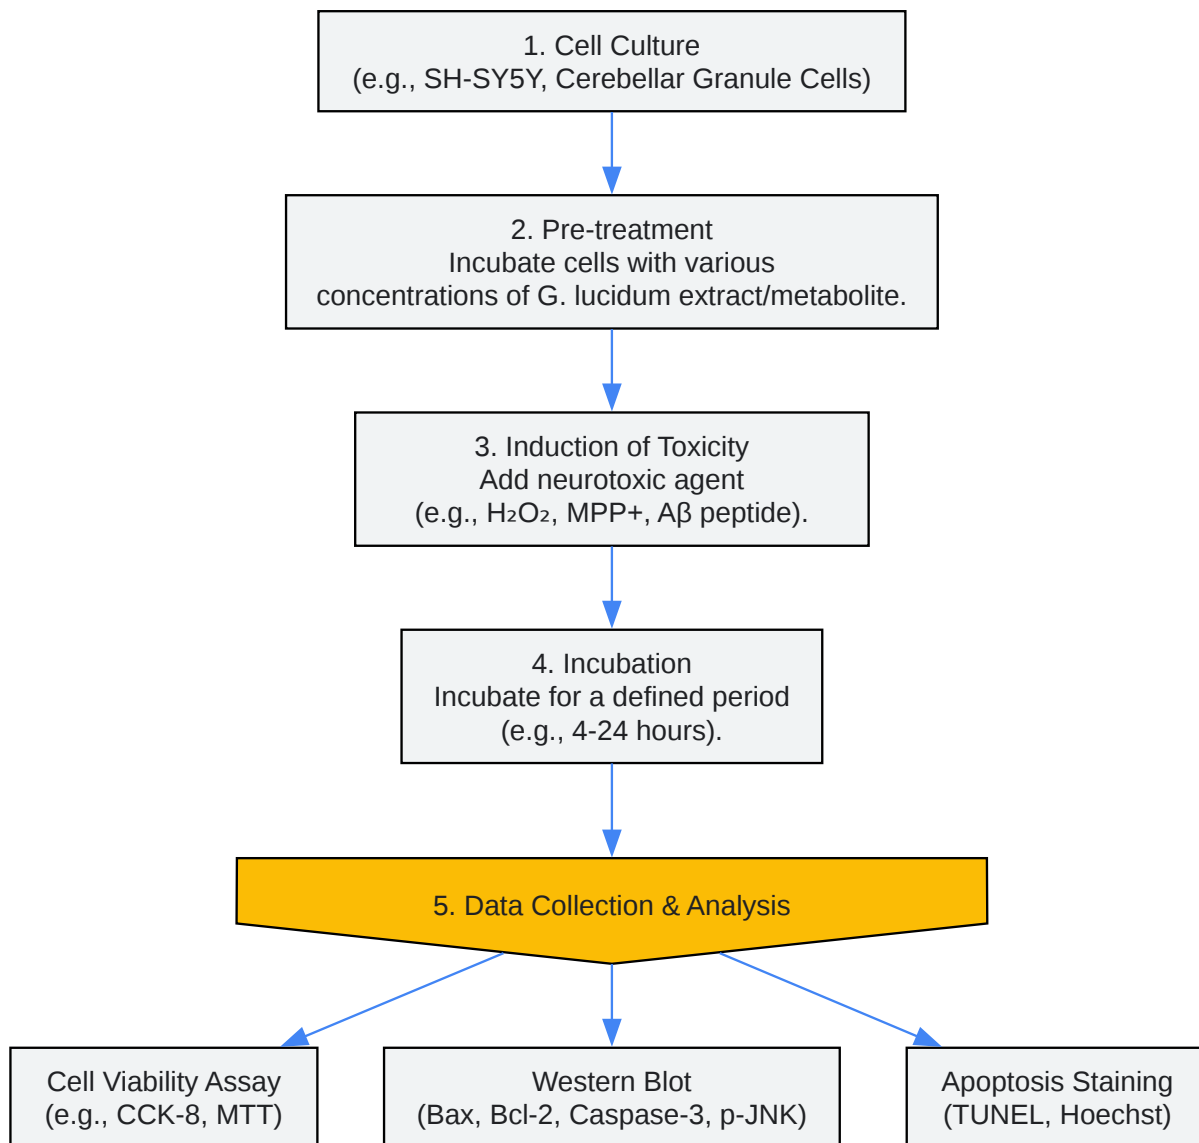 1. Cell Culture
(e.g., SH-SY5Y, Cerebellar Granule Cells)
2. Pre-treatment
Incubate cells with various
concentrations of G. lucidum extract/metabolite.
3. Induction of Toxicity
Add neurotoxic agent
(e.g., H₂O₂, MPP+, Aβ peptide).
4. Incubation
Incubate for a defined period
(e.g., 4-24 hours).
5. Data Collection & Analysis
Cell Viability Assay
(e.g., CCK-8, MTT)
Western Blot
(Bax, Bcl-2, Caspase-3, p-JNK)
Apoptosis Staining
(TUNEL, Hoechst)